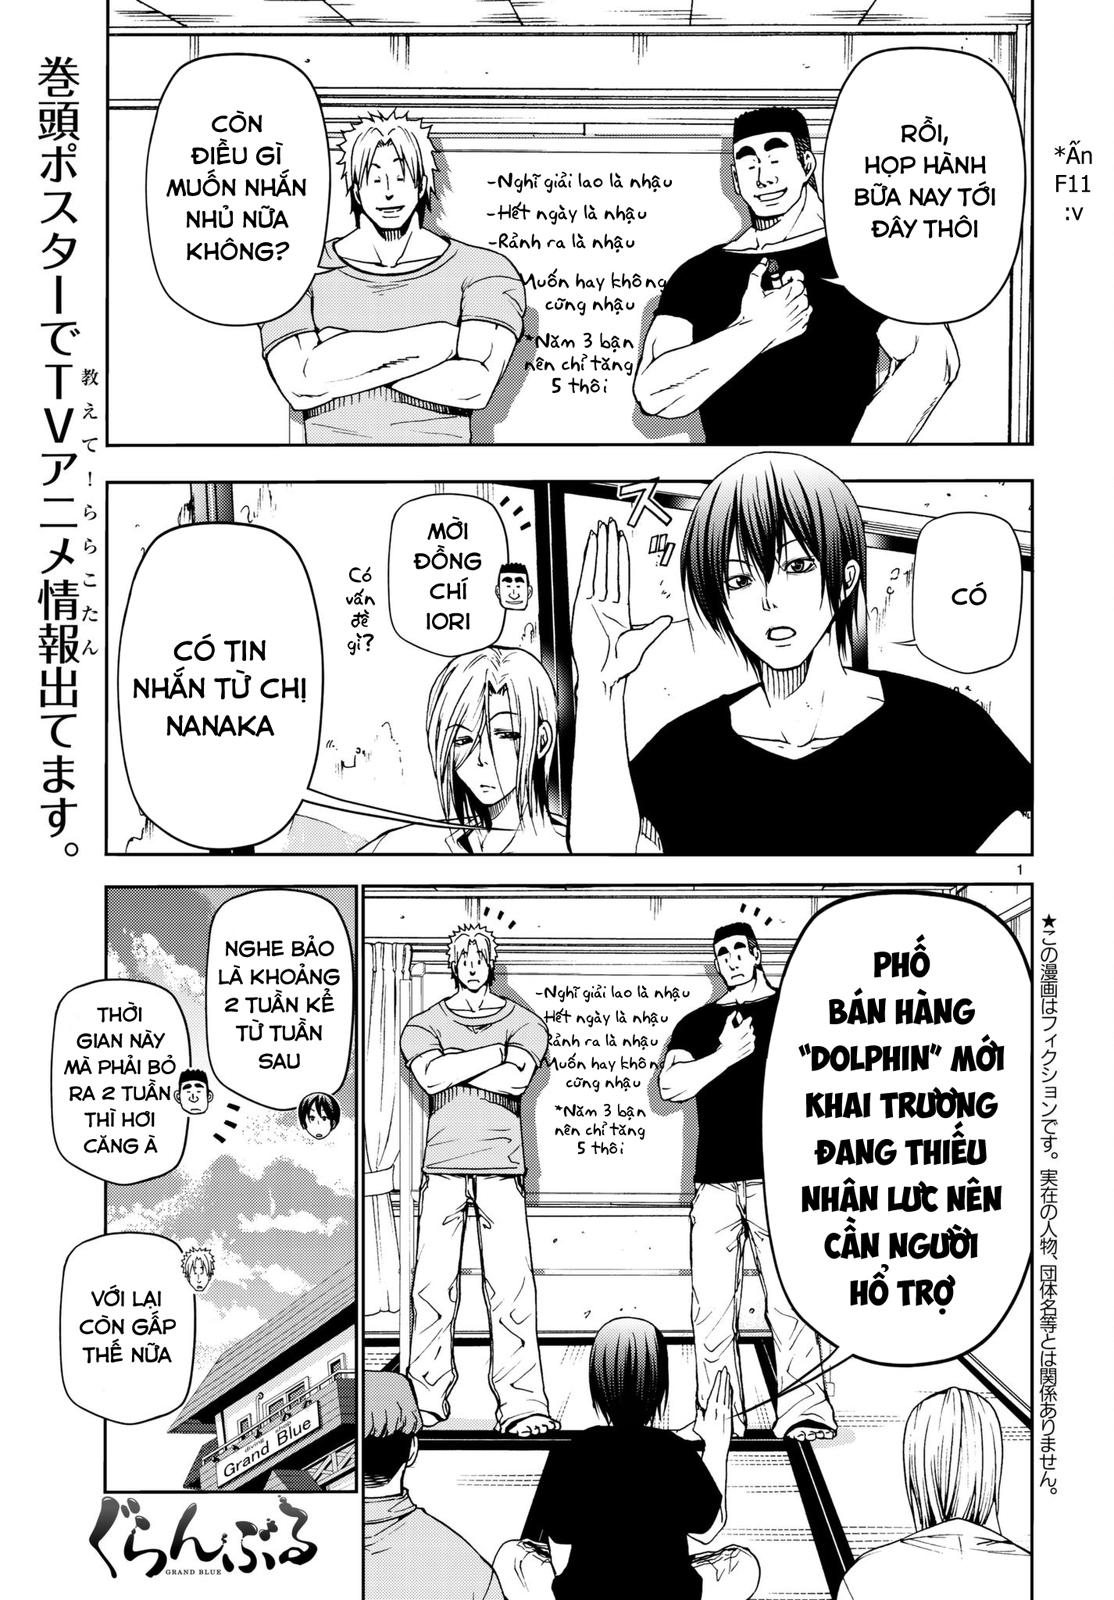 *Ấn
F11
:v
RỒI,
HỌP HÀNH
BỮA NAY TỚI
ĐÂY THÔI
CÒN
ĐIỀU GÌ
MUỐN NHẮN
NHỦ NỮA
KHÔNG?
-Nghĩ giải lao là nhậu
-Hết ngày là nhậu
-Rảnh ra là nhậu
Muốn hay không
cũng nhậu
*Năm 3 bận
nên chỉ tăng
5 thôi
巻頭ポスターでTVアニメ情報出てます。
教えて!ららこたん
CÓ
ズッ
MỜI
ĐỒNG
CHÍ
IORI
Có
vấn
đề
gì?
CÓ TIN
NHẮN TỪ CHỊ
NANAKA
1
PHỐ
BÁN HÀNG
“DOLPHIN” MỚI
KHAI TRƯƠNG
ĐANG THIẾU
NHÂN LỰC NÊN
CẦN NGƯỜI
HỔ TRỢ
-Nghĩ giải lao là nhậu
Hết ngày là nhậu
Rảnh ra là nhậu
Muốn hay không
cũng nhậu
*Năm 3 bận
nên chỉ tăng
5 thôi
NGHE BẢO
LÀ KHOẢNG
2 TUẦN KỂ
TỪ TUẦN
SAU
THỜI
GIAN NÀY
MÀ PHẢI BỎ
RA 2 TUẦN
THÌ HƠI
CĂNG À
VỚI LẠI
CÒN GẤP
THẾ NỮA
diving shop
Grand Blue
ぐらんぶる
GRAND BLUE
★この漫画はフィクションです。実在の人物、団体名等とは関係ありません。